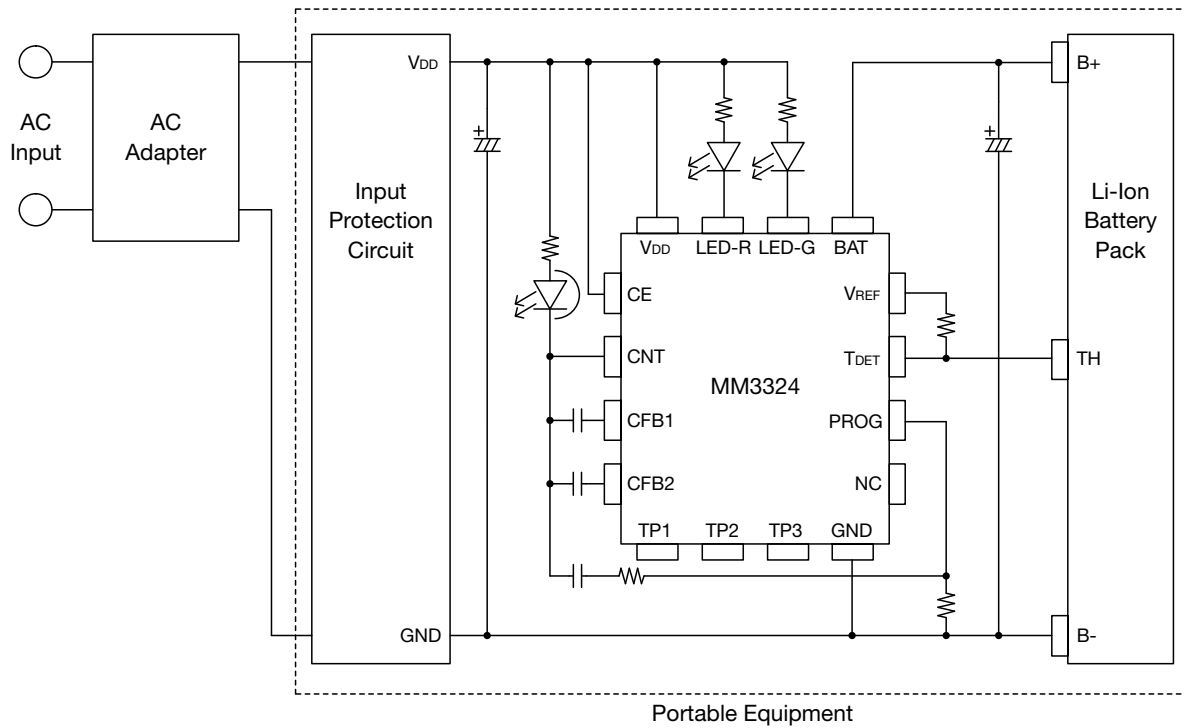 AC
Input
AC
Adapter
VDD
Input
Protection
Circuit
GND
+
VDD
LED-R
LED-G
BAT
CE
CNT
CFB1
CFB2
VREF
TDET
PROG
NC
MM3324
TP1
TP2
TP3
GND
+
B+
Li-Ion
Battery
Pack
TH
B-
Portable Equipment